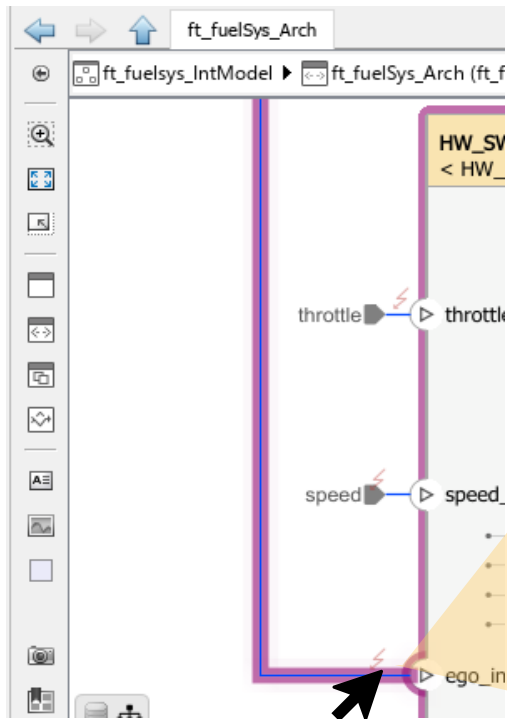 ft_fuelSys_Arch
ft_fuelsys_IntModel ▶ ft_fuelSys_Arch (ft_f
HW_SW
< HW_
throttle throttle
speed speed_
ego_in